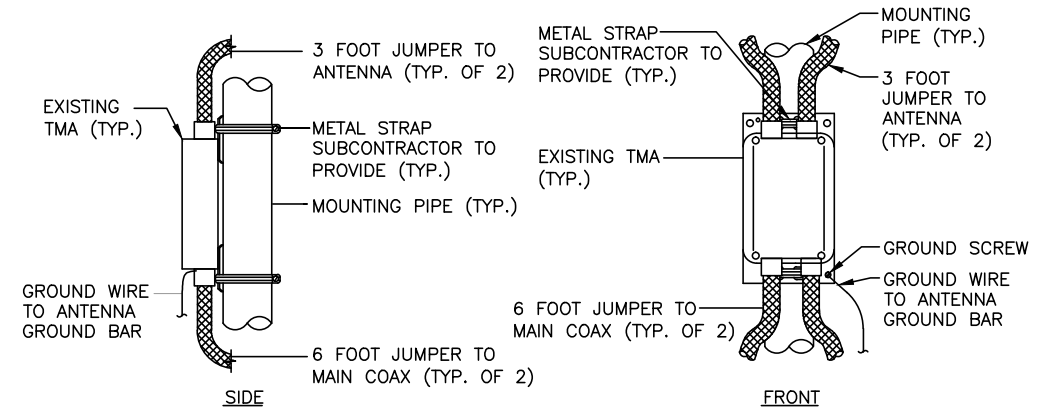 3 FOOT JUMPER TO
ANTENNA (TYP. OF 2)
EXISTING
TMA (TYP.)
METAL STRAP
SUBCONTRACTOR TO
PROVIDE (TYP.)
MOUNTING PIPE (TYP.)
GROUND WIRE
TO ANTENNA
GROUND BAR
6 FOOT JUMPER TO
MAIN COAX (TYP. OF 2)
SIDE
METAL STRAP
SUBCONTRACTOR TO
PROVIDE (TYP.)
MOUNTING
PIPE (TYP.)
3 FOOT
JUMPER TO
ANTENNA
(TYP. OF 2)
EXISTING TMA
(TYP.)
GROUND SCREW
GROUND WIRE
TO ANTENNA
GROUND BAR
6 FOOT JUMPER TO
MAIN COAX (TYP. OF 2)
FRONT